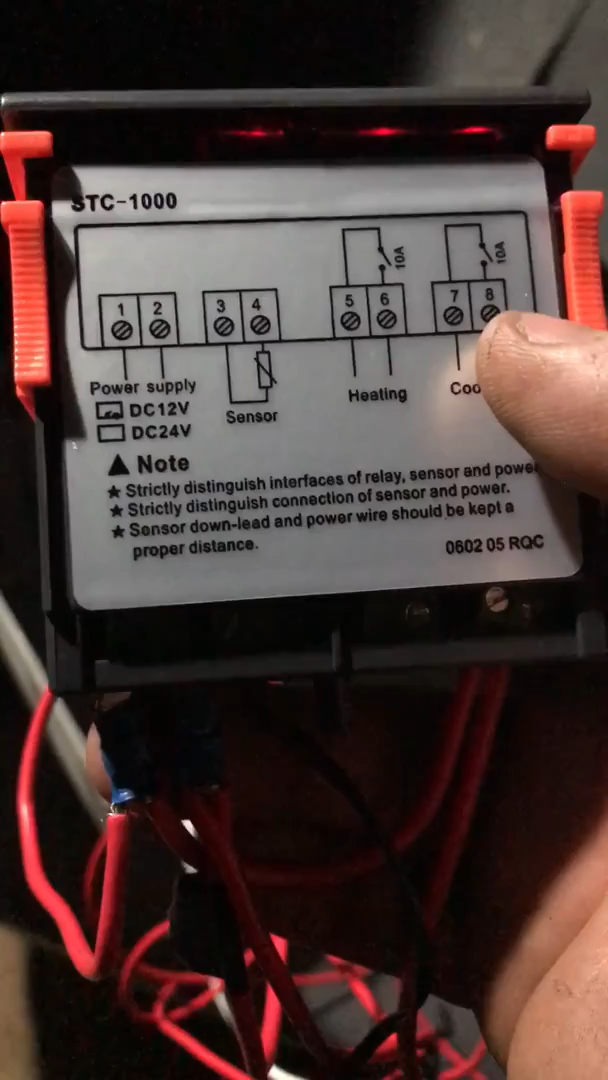 STC-1000
10A 10A
1 2 3 4 5 6 7 8
Power supply
DC12V
DC24V
Sensor
Heating
Coo
▲ Note
★ Strictly distinguish interfaces of relay, sensor and powe
★ Strictly distinguish connection of sensor and power.
★ Sensor down-lead and power wire should be kept a
proper distance.
0602 05 RQC